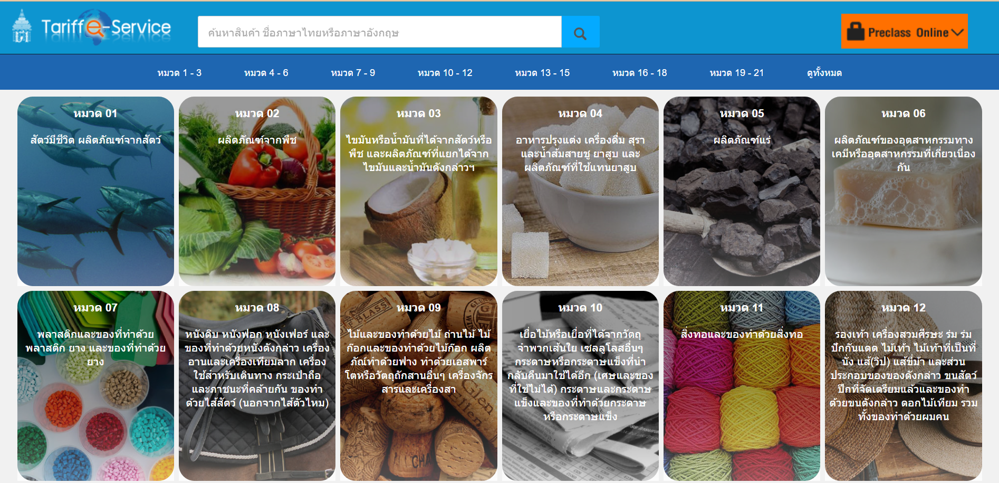 Tariff e-Service
ค้นหาสินค้า ชื่อภาษาไทยหรือภาษาอังกฤษ
Preclass Online
หมวด 1 - 3
หมวด 4 - 6
หมวด 7 - 9
หมวด 10 - 12
หมวด 13 - 15
หมวด 16 - 18
หมวด 19 - 21
ดูทั้งหมด
หมวด 01
สัตว์มีชีวิต ผลิตภัณฑ์จากสัตว์
หมวด 02
ผลิตภัณฑ์จากพืช
หมวด 03
ไขมันหรือน้ำมันที่ได้จากสัตว์หรือ
พืช และผลิตภัณฑ์ที่แยกได้จาก
ไขมันและน้ำมันดังกล่าวฯ
หมวด 04
อาหารปรุงแต่ง เครื่องดื่ม สุรา
และน้ำส้มสายชู ยาสูบ และ
ผลิตภัณฑ์ที่ใช้แทนยาสูบ
หมวด 05
ผลิตภัณฑ์แร่
หมวด 06
ผลิตภัณฑ์ของอุตสาหกรรมทาง
เคมีหรืออุตสาหกรรมที่เกี่ยวเนื่อง
กัน
หมวด 07
พลาสติกและของที่ทำด้วย
พลาสติก ยาง และของที่ทำด้วย
ยาง
หมวด 08
หนังดิบ หนังฟอก หนังเฟอร์ และ
ของที่ทำด้วยหนังดังกล่าว เครื่อง
อานและเครื่องเทียมลาก เครื่อง
ใช้สำหรับเดินทาง กระเป๋าถือ
และภาชนะที่คล้ายกัน ของทำ
ด้วยไส้สัตว์ (นอกจากไส้ตัวไหม)
หมวด 09
ไม้และของทำด้วยไม้ ถ่านไม้ ไม้
ก๊อกและของทำด้วยไม้ก๊อก ผลิต
ภัณ์ทำด้วยฟาง ทำด้วยเอสพาร์
โตหรือวัตถุถักสานอื่นๆ เครื่องจักร
สารและเครื่องสา
หมวด 10
เยื่อไม้หรือเยื่อที่ได้จากวัตถุ
จำพวกเส้นใย เซลลูโลสอื่นๆ
กระดาษหรือกระดาษแข็งที่นำ
กลับคืนมาใช้ได้อีก (เศษและของ
ที่ใช้ไม่ได้) กระดาษและกระดาษ
แข็งและของที่ทำด้วยกระดาษ
หรือกระดาษแข็ง
หมวด 11
สิ่งทอและของทำด้วยสิ่งทอ
หมวด 12
รองเท้า เครื่องสวมศีรษะ ร่ม ร่ม
ปักกันแดด ไม้เท้า ไม้เท้าที่เป็นที่
นั่ง แส้(วิป) แส้ขี่ม้า และส่วน
ประกอบของของดังกล่าว ขนสัตว์
ปีกที่จัดเตรียมแล้วและของทำ
ด้วยขนดังกล่าว ดอกไม้เทียม รวม
ทั้งของทำด้วยผมคน